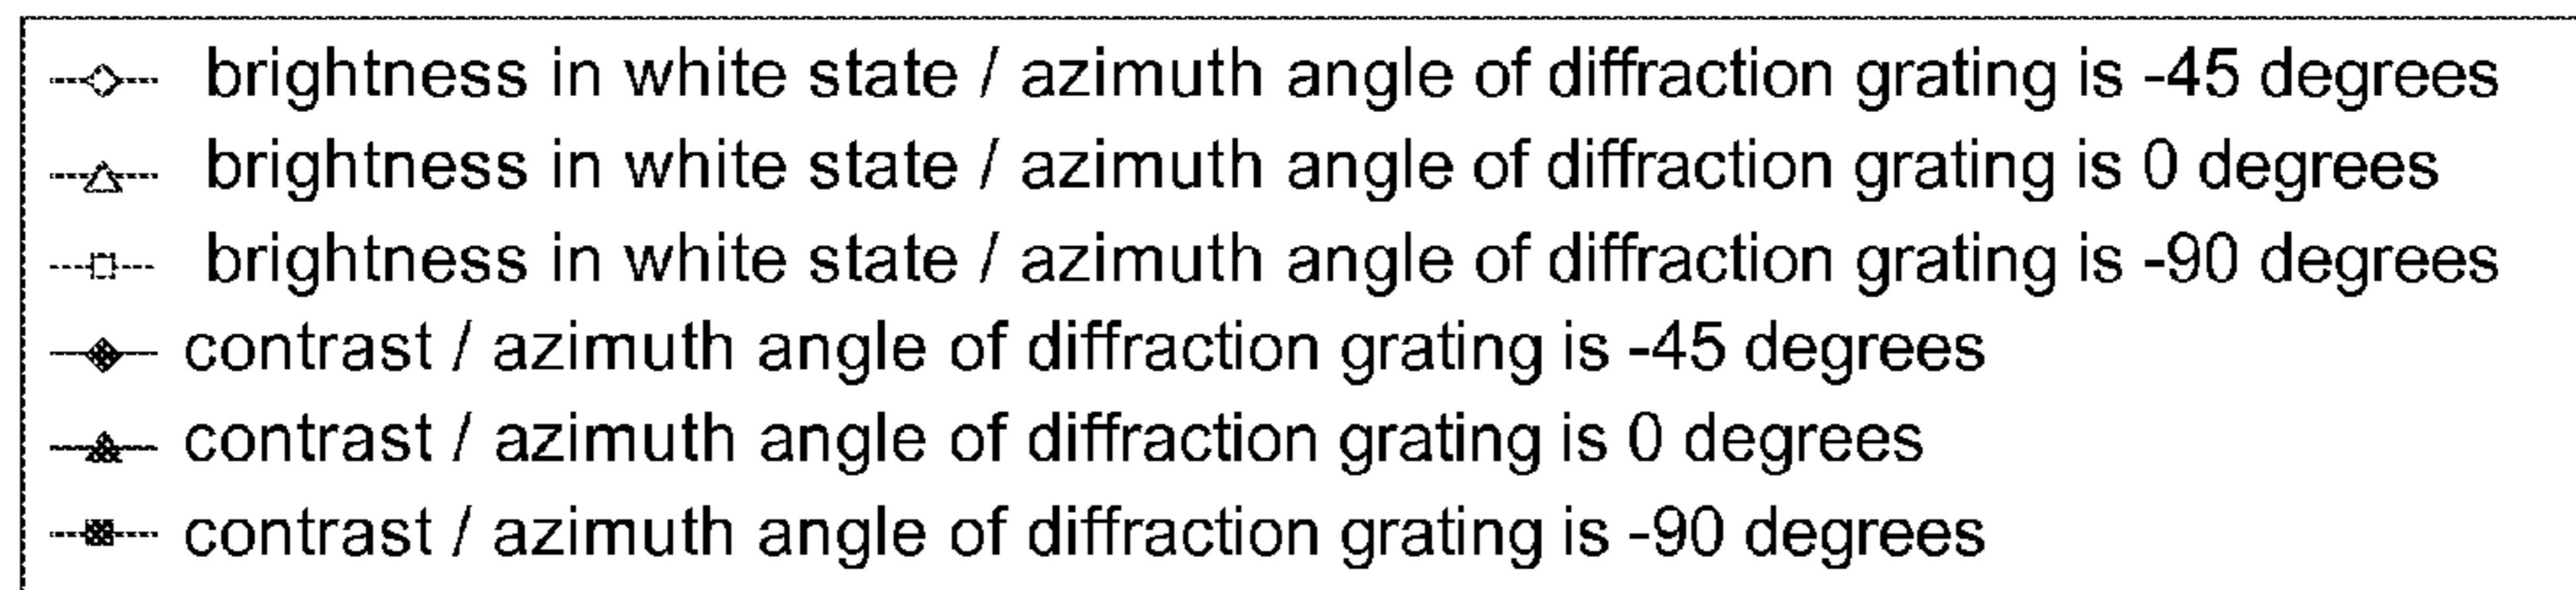 brightness in white state / azimuth angle of diffraction grating is -45 degrees
brightness in white state / azimuth angle of diffraction grating is 0 degrees
brightness in white state / azimuth angle of diffraction grating is -90 degrees
contrast / azimuth angle of diffraction grating is -45 degrees
contrast / azimuth angle of diffraction grating is 0 degrees
contrast / azimuth angle of diffraction grating is -90 degrees